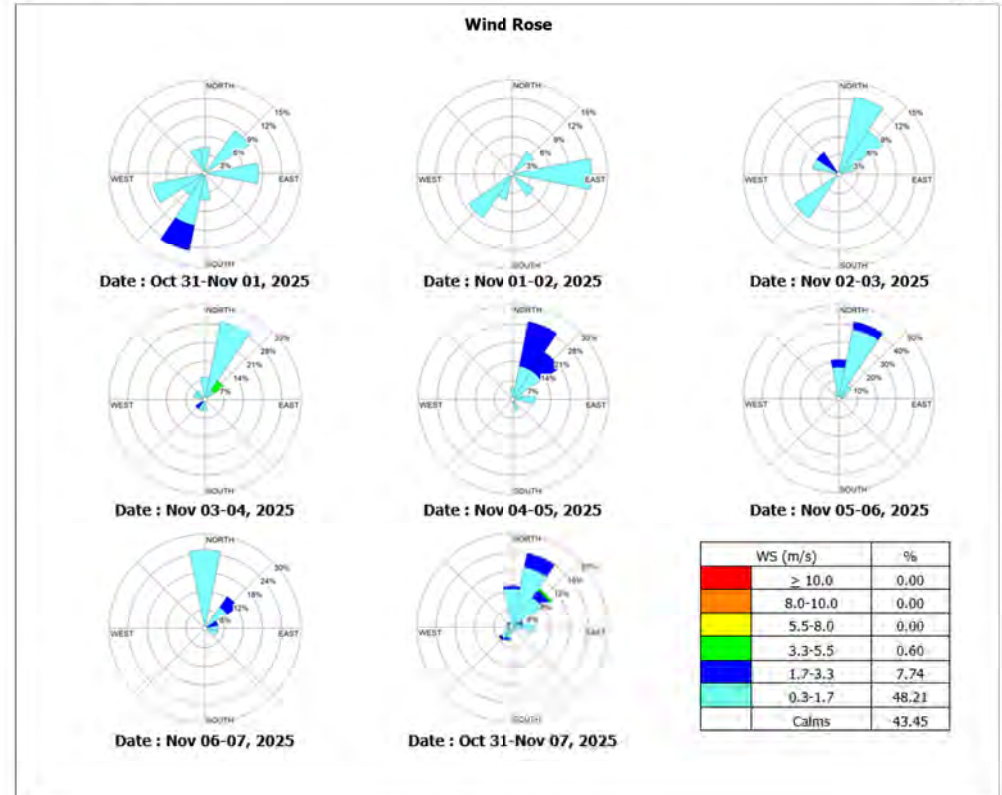 Wind Rose
NORTH
15%
12%
9%
6%
3%
WEST
EAST
SOUTH
Date : Oct 31-Nov 01, 2025
NORTH
15%
12%
9%
6%
3%
WEST
EAST
SOUTH
Date : Nov 01-02, 2025
NORTH
15%
12%
9%
6%
3%
WEST
EAST
SOUTH
Date : Nov 02-03, 2025
NORTH
28%
21%
14%
7%
WEST
EAST
SOUTH
Date : Nov 03-04, 2025
NORTH
21%
14%
7%
WEST
EAST
SOUTH
Date : Nov 04-05, 2025
NORTH
50%
40%
30%
20%
10%
WEST
EAST
SOUTH
Date : Nov 05-06, 2025
NORTH
30%
24%
18%
12%
6%
WEST
EAST
SOUTH
Date : Nov 06-07, 2025
NORTH
16%
12%
8%
4%
WEST
EAST
SOUTH
Date : Oct 31-Nov 07, 2025
WS (m/s) %
≥ 10.0 0.00
8.0-10.0 0.00
5.5-8.0 0.00
3.3-5.5 0.60
1.7-3.3 7.74
0.3-1.7 48.21
Calms 43.45